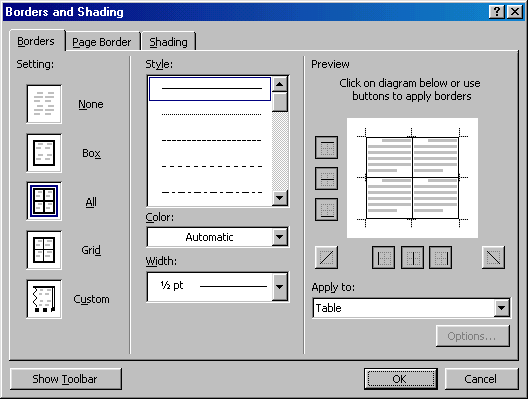 Borders and Shading
Borders
Page Border
Shading
Setting:
None
Box
All
Grid
Custom
Style:
Color:
Automatic
Width:
½ pt
Preview
Click on diagram below or use
buttons to apply borders
Apply to:
Table
Options...
Show Toolbar
OK
Cancel